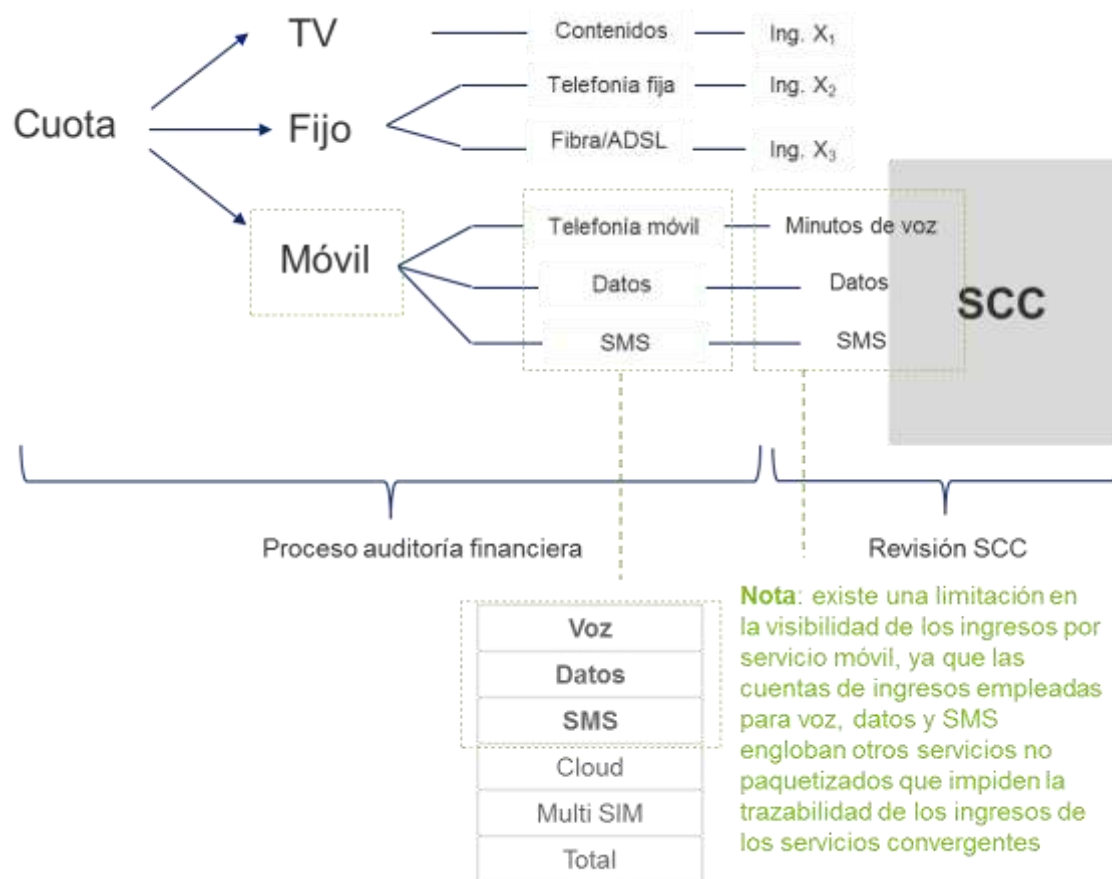 TV
Contenidos
Ing. X₁
Cuota
Fijo
Telefonía fija
Ing. X₂
Fibra/ADSL
Ing. X₃
Móvil
Telefonía móvil
Minutos de voz
Datos
Datos
SMS
SMS
SCC
Proceso auditoría financiera
Revisión SCC
Voz
Datos
SMS
Cloud
Multi SIM
Total
Nota: existe una limitación en
la visibilidad de los ingresos por
servicio móvil, ya que las
cuentas de ingresos empleadas
para voz, datos y SMS
engloban otros servicios no
paquetizados que impiden la
trazabilidad de los ingresos de
los servicios convergentes